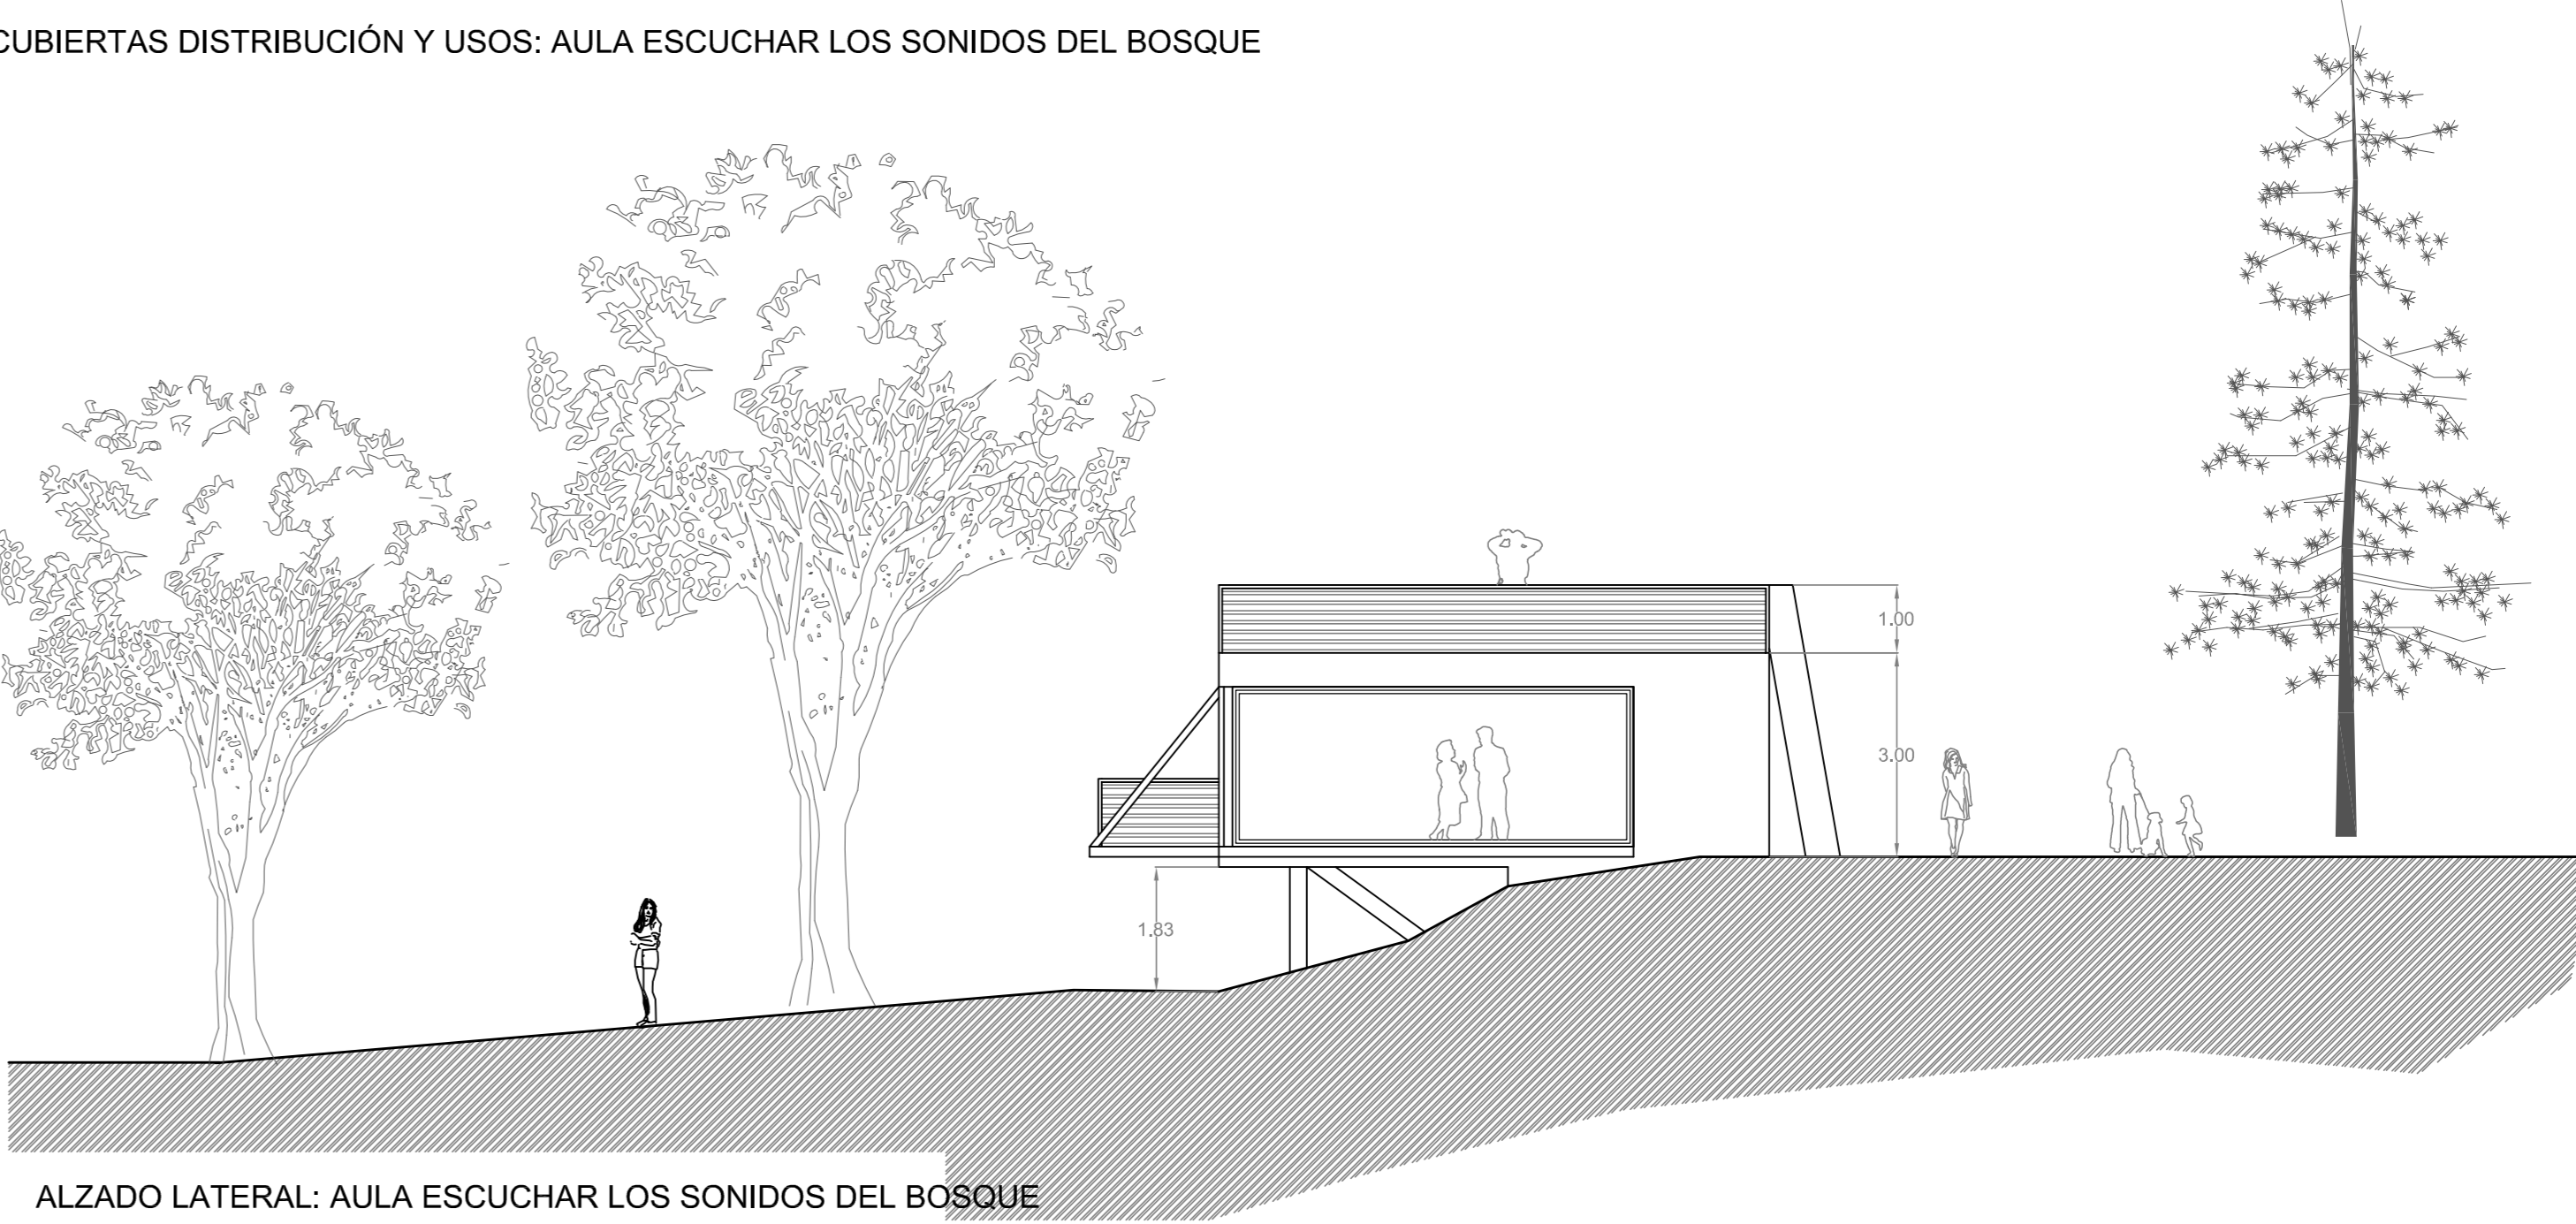 CUBIERTAS DISTRIBUCIÓN Y USOS: AULA ESCUCHAR LOS SONIDOS DEL BOSQUE
1.00
3.00
1.83
ALZADO LATERAL: AULA ESCUCHAR LOS SONIDOS DEL BOSQUE